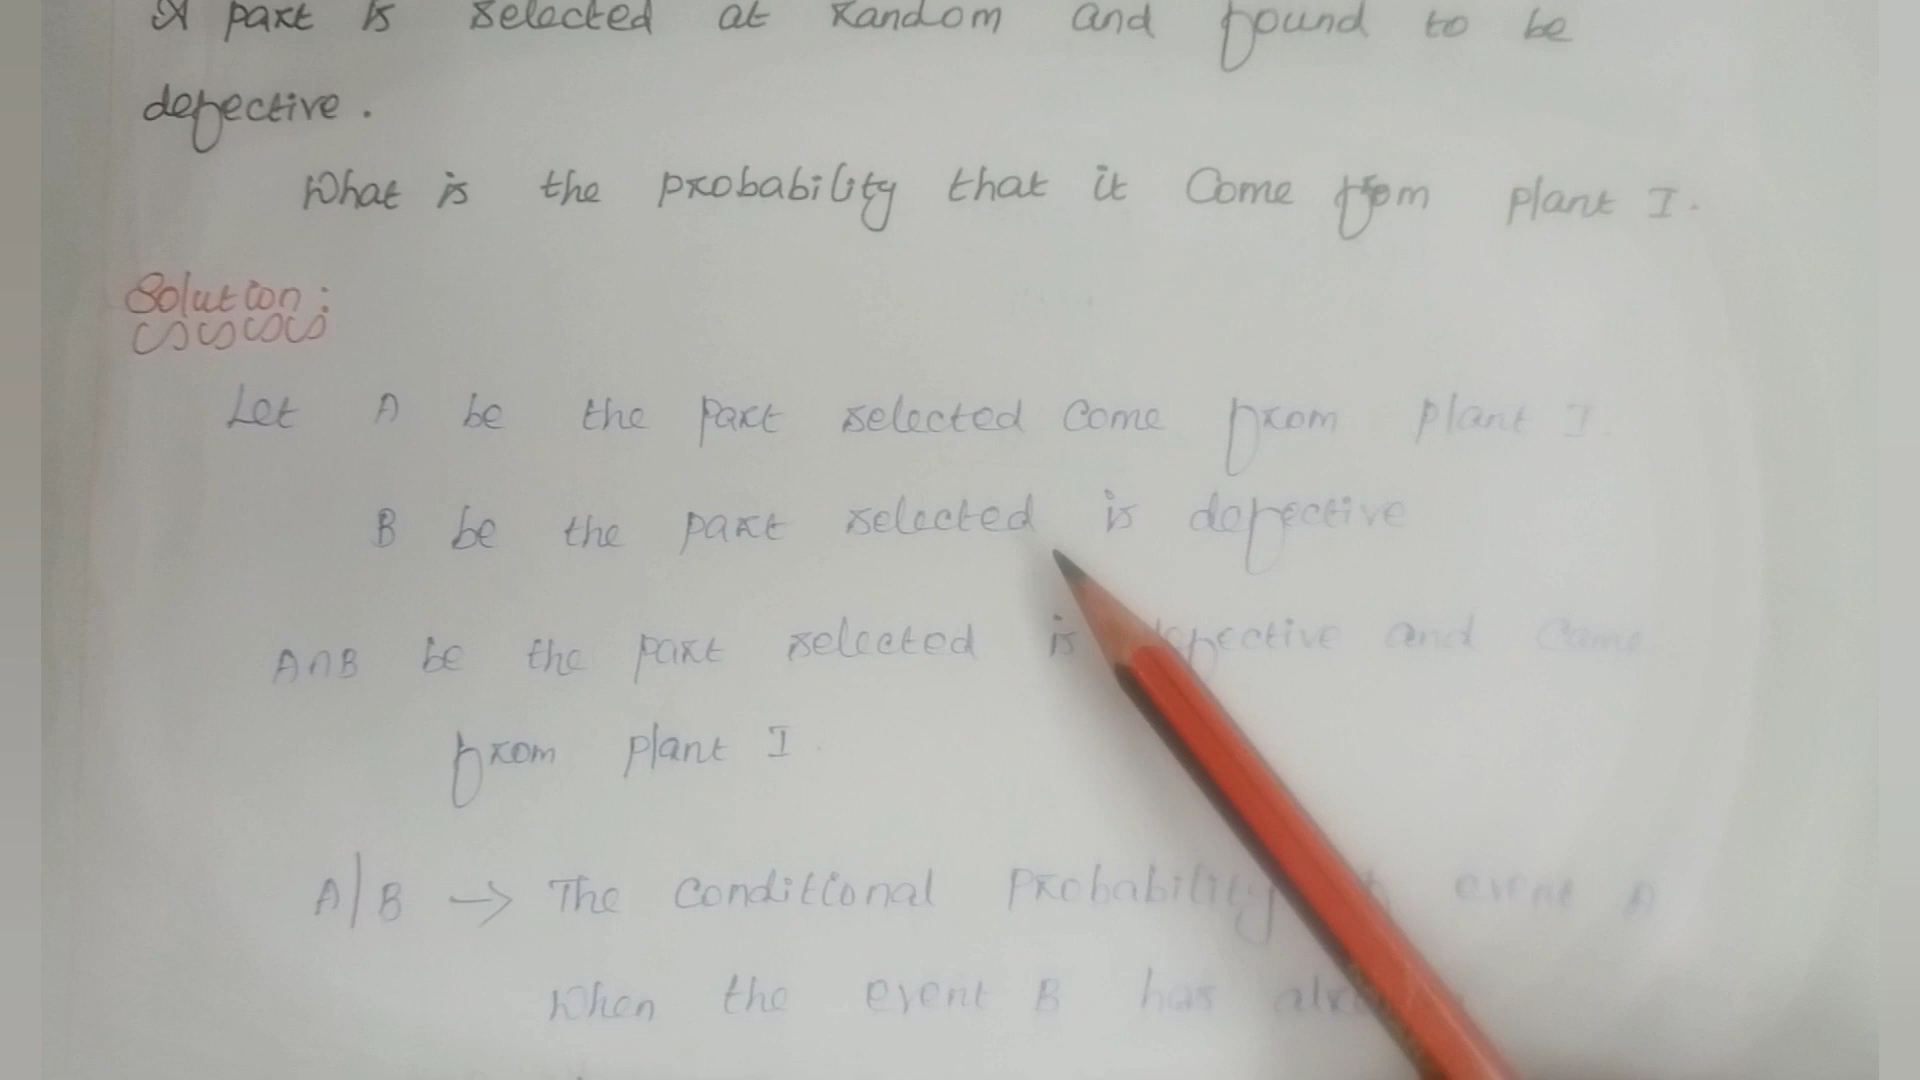 A part is selected at random and found to be
defective.
What is the probability that it Come from plant I.
Solution:
Let A be the part selected Come from plant I.
B be the part selected is defective
A∩B be the part selected is and Came
from plant I.
A|B → The Conditional Probability event A
When the event B has